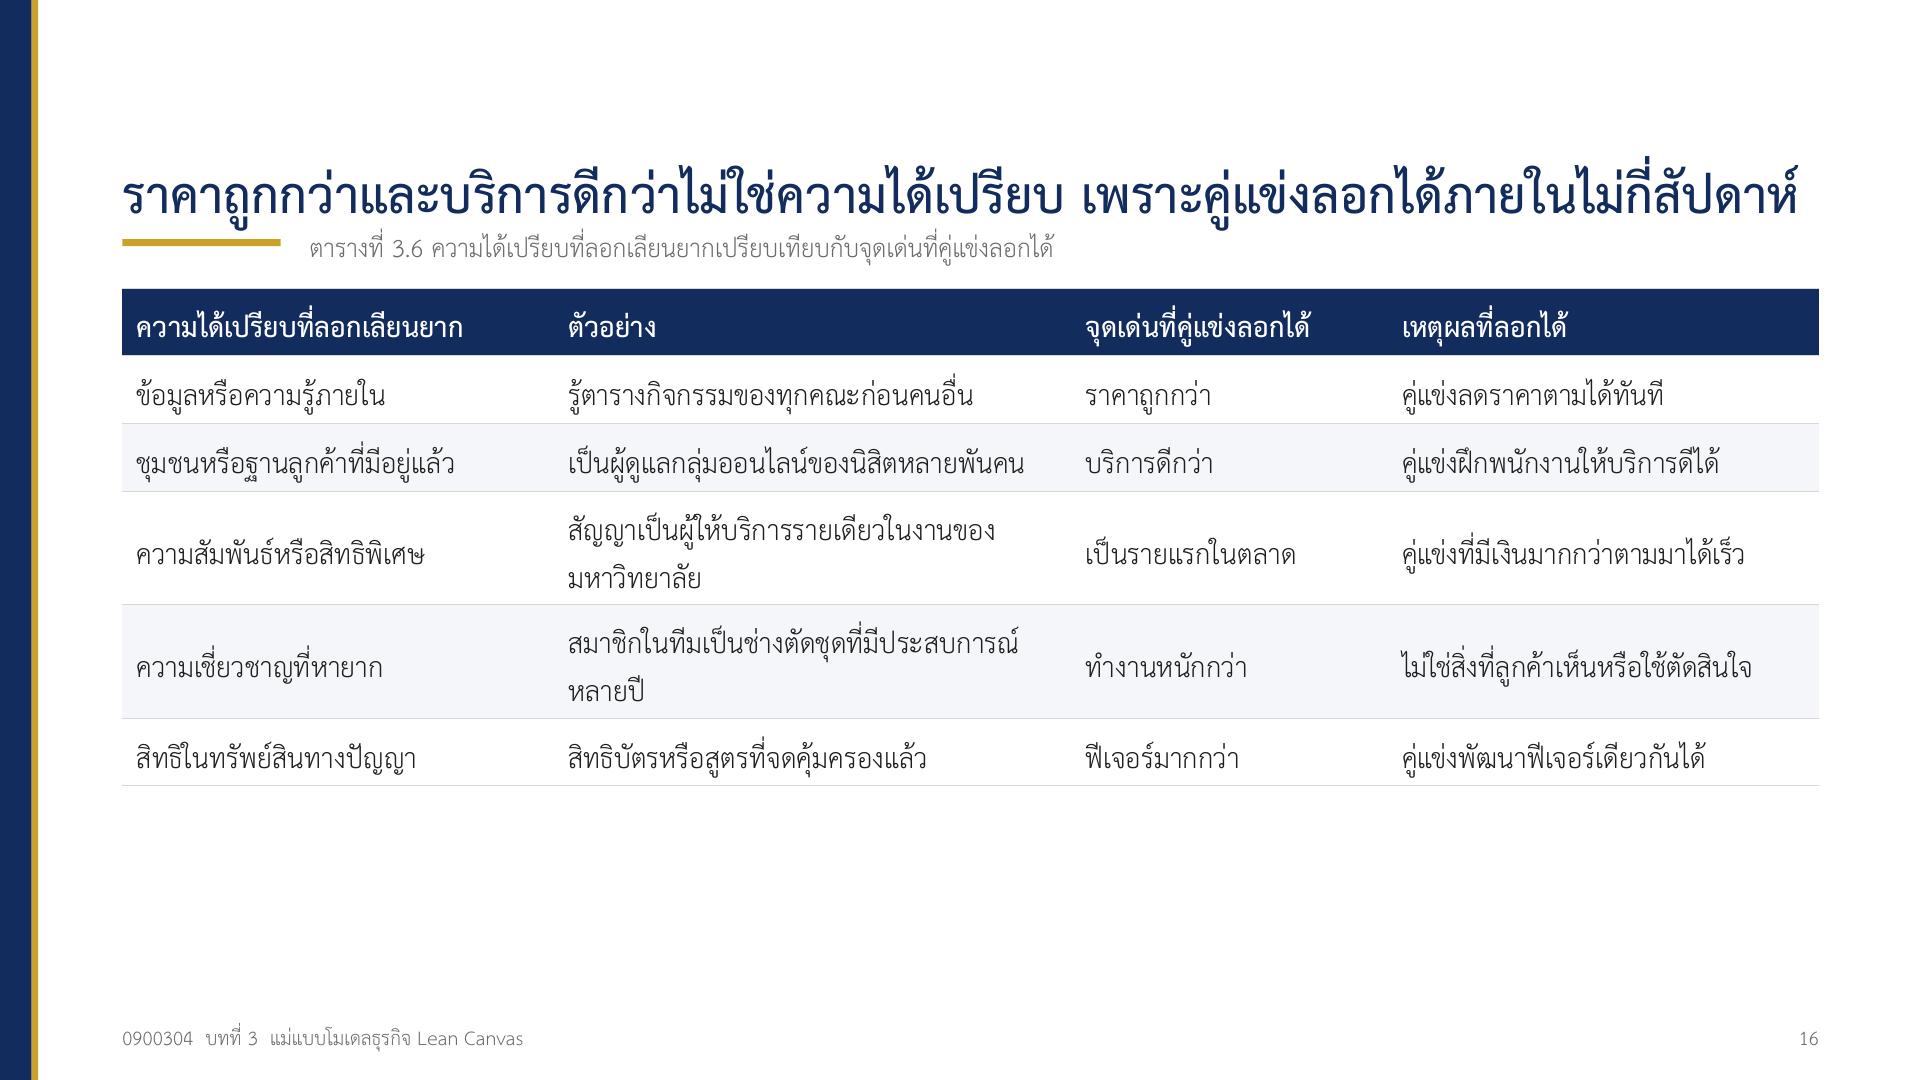 ราคาถูกกว่าและบริการดีกว่าไม่ใช่ความได้เปรียบ เพราะคู่แข่งลอกได้ภายในไม่กี่สัปดาห์
ตารางที่ 3.6 ความได้เปรียบที่ลอกเลียนยากเปรียบเทียบกับจุดเด่นที่คู่แข่งลอกได้
ความได้เปรียบที่ลอกเลียนยาก ตัวอย่าง จุดเด่นที่คู่แข่งลอกได้ เหตุผลที่ลอกได้
ข้อมูลหรือความรู้ภายใน รู้ตารางกิจกรรมของทุกคณะก่อนคนอื่น ราคาถูกกว่า คู่แข่งลดราคาตามได้ทันที
ชุมชนหรือฐานลูกค้าที่มีอยู่แล้ว เป็นผู้ดูแลกลุ่มออนไลน์ของนิสิตหลายพันคน บริการดีกว่า คู่แข่งฝึกพนักงานให้บริการดีได้
ความสัมพันธ์หรือสิทธิพิเศษ สัญญาเป็นผู้ให้บริการรายเดียวในงานของ
มหาวิทยาลัย เป็นรายแรกในตลาด คู่แข่งที่มีเงินมากกว่าตามมาได้เร็ว
ความเชี่ยวชาญที่หายาก สมาชิกในทีมเป็นช่างตัดชุดที่มีประสบการณ์
หลายปี ทำงานหนักกว่า ไม่ใช่สิ่งที่ลูกค้าเห็นหรือใช้ตัดสินใจ
สิทธิในทรัพย์สินทางปัญญา สิทธิบัตรหรือสูตรที่จดคุ้มครองแล้ว ฟีเจอร์มากกว่า คู่แข่งพัฒนาฟีเจอร์เดียวกันได้
0900304 บทที่ 3 แม่แบบโมเดลธุรกิจ Lean Canvas 16